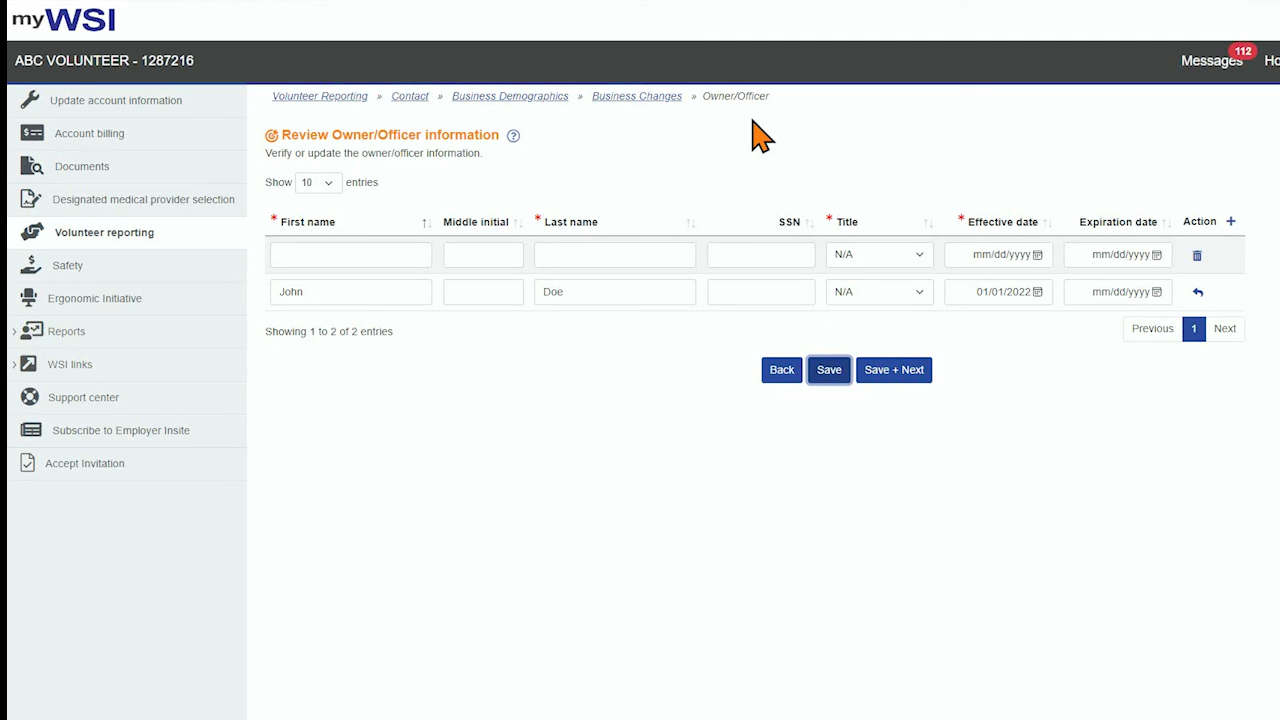 myWSI
ABC VOLUNTEER - 1287216
Messages 112
Ho
Update account information
Account billing
Documents
Designated medical provider selection
Volunteer reporting
Safety
Ergonomic Initiative
Reports
WSI links
Support center
Subscribe to Employer Insite
Accept Invitation
Volunteer Reporting » Contact » Business Demographics » Business Changes » Owner/Officer
Review Owner/Officer information ?
Verify or update the owner/officer information.
Show 10 entries
* First name Middle initial * Last name SSN * Title * Effective date Expiration date Action +
N/A mm/dd/yyyy mm/dd/yyyy
John Doe N/A 01/01/2022 mm/dd/yyyy
Showing 1 to 2 of 2 entries
Previous 1 Next
Back Save Save + Next